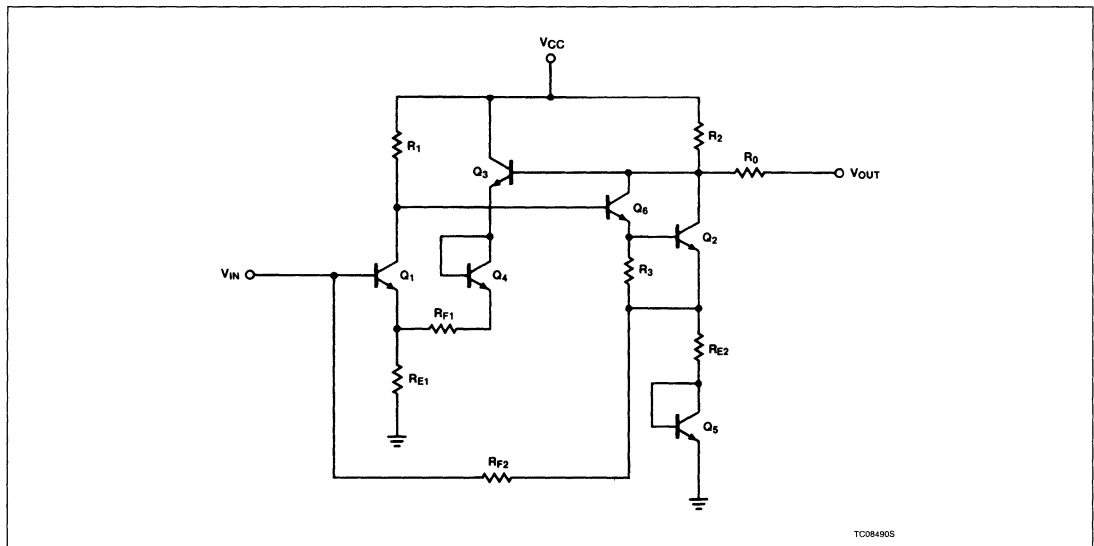 VCC
R1
R2
R0
VOUT
Q3
Q6
Q2
VIN
Q1
Q4
R3
RF1
RE1
RE2
Q5
RF2
TC08490S